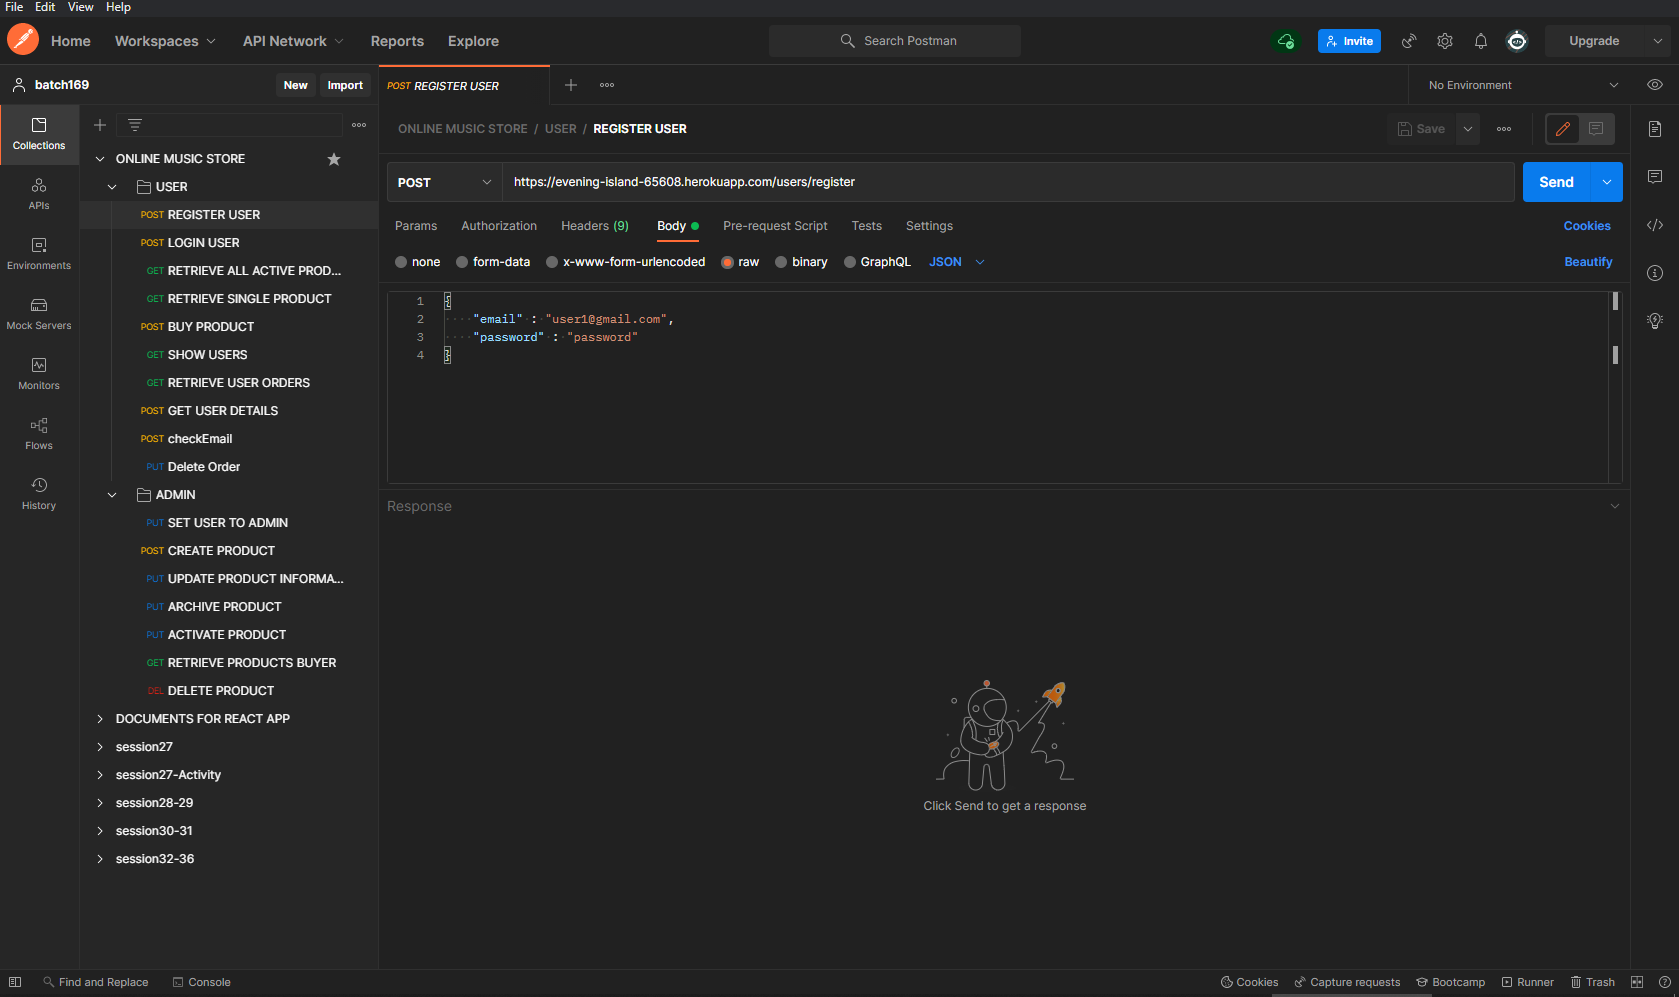 File Edit View Help
Home Workspaces API Network Reports Explore Search Postman Invite Upgrade
batch169 New Import POST REGISTER USER No Environment
Collections
APIs
Environments
Mock Servers
Monitors
Flows
History
ONLINE MUSIC STORE
USER
POST REGISTER USER
POST LOGIN USER
GET RETRIEVE ALL ACTIVE PROD...
GET RETRIEVE SINGLE PRODUCT
POST BUY PRODUCT
GET SHOW USERS
GET RETRIEVE USER ORDERS
POST GET USER DETAILS
POST checkEmail
PUT Delete Order
ADMIN
PUT SET USER TO ADMIN
POST CREATE PRODUCT
PUT UPDATE PRODUCT INFORMA...
PUT ARCHIVE PRODUCT
PUT ACTIVATE PRODUCT
GET RETRIEVE PRODUCTS BUYER
DEL DELETE PRODUCT
DOCUMENTS FOR REACT APP
session27
session27-Activity
session28-29
session30-31
session32-36
ONLINE MUSIC STORE / USER / REGISTER USER Save
POST https://evening-island-65608.herokuapp.com/users/register Send
Params Authorization Headers (9) Body Pre-request Script Tests Settings Cookies
none form-data x-www-form-urlencoded raw binary GraphQL JSON Beautify
1 {
2 "email" : "user1@gmail.com",
3 "password" : "password"
4 }
Response
Click Send to get a response
Find and Replace Console Cookies Capture requests Bootcamp Runner Trash